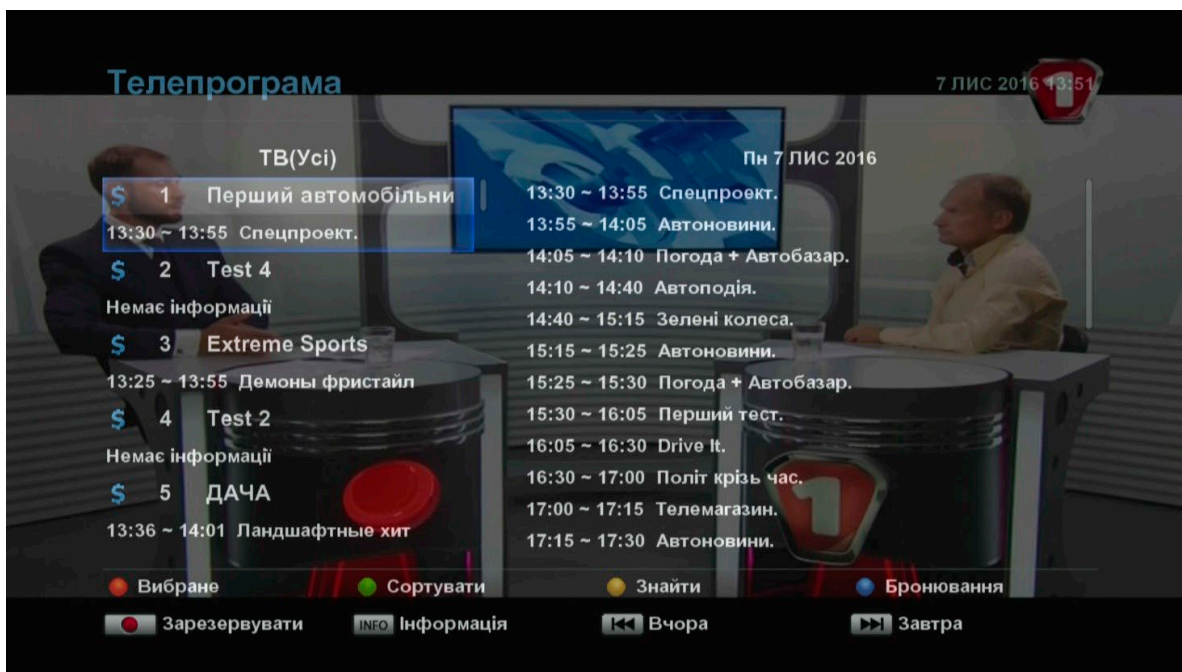 Телепрограма
7 ЛИС 2016 13:51
ТВ(Усі)
$ 1 Перший автомобільни
13:30 ~ 13:55 Спецпроект.
$ 2 Test 4
Немає інформації
$ 3 Extreme Sports
13:25 ~ 13:55 Демоны фристайл
$ 4 Test 2
Немає інформації
$ 5 ДАЧА
13:36 ~ 14:01 Ландшафтные хит
Пн 7 ЛИС 2016
13:30 ~ 13:55 Спецпроект.
13:55 ~ 14:05 Автоновини.
14:05 ~ 14:10 Погода + Автобазар.
14:10 ~ 14:40 Автоподія.
14:40 ~ 15:15 Зелені колеса.
15:15 ~ 15:25 Автоновини.
15:25 ~ 15:30 Погода + Автобазар.
15:30 ~ 16:05 Перший тест.
16:05 ~ 16:30 Drive It.
16:30 ~ 17:00 Політ крізь час.
17:00 ~ 17:15 Телемагазин.
17:15 ~ 17:30 Автоновини.
1
1
Вибране Сортувати Знайти Бронювання
Зарезервувати INFO Інформація Вчора Завтра